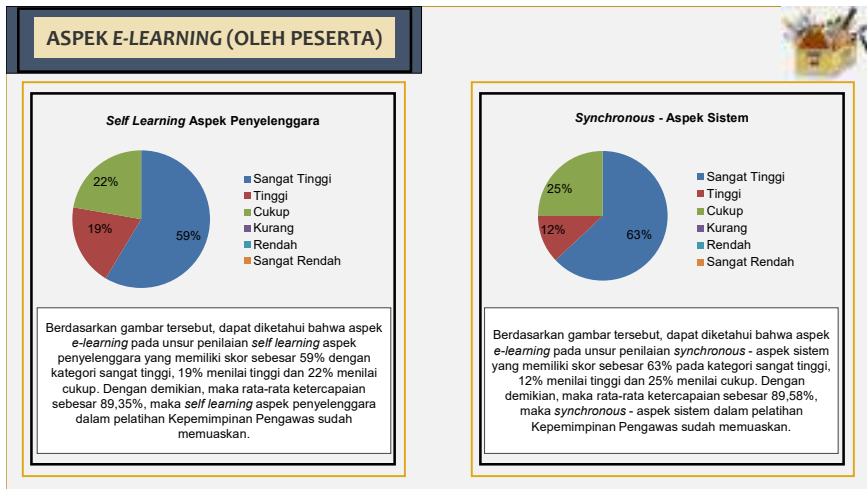 ASPEK E-LEARNING (OLEH PESERTA)
Self Learning Aspek Penyelenggara
22%
19%
59%
Sangat Tinggi
Tinggi
Cukup
Kurang
Rendah
Sangat Rendah
Berdasarkan gambar tersebut, dapat diketahui bahwa aspek
e-learning pada unsur penilaian self learning aspek
penyelenggara yang memiliki skor sebesar 59% dengan
kategori sangat tinggi, 19% menilai tinggi dan 22% menilai
cukup. Dengan demikian, maka rata-rata ketercapaian
sebesar 89,35%, maka self learning aspek penyelenggara
dalam pelatihan Kepemimpinan Pengawas sudah
memuaskan.
Synchronous - Aspek Sistem
25%
12%
63%
Sangat Tinggi
Tinggi
Cukup
Kurang
Rendah
Sangat Rendah
Berdasarkan gambar tersebut, dapat diketahui bahwa aspek
e-learning pada unsur penilaian synchronous - aspek sistem
yang memiliki skor sebesar 63% pada kategori sangat tinggi,
12% menilai tinggi dan 25% menilai cukup. Dengan
demikian, maka rata-rata ketercapaian sebesar 89,58%,
maka synchronous - aspek sistem dalam pelatihan
Kepemimpinan Pengawas sudah memuaskan.